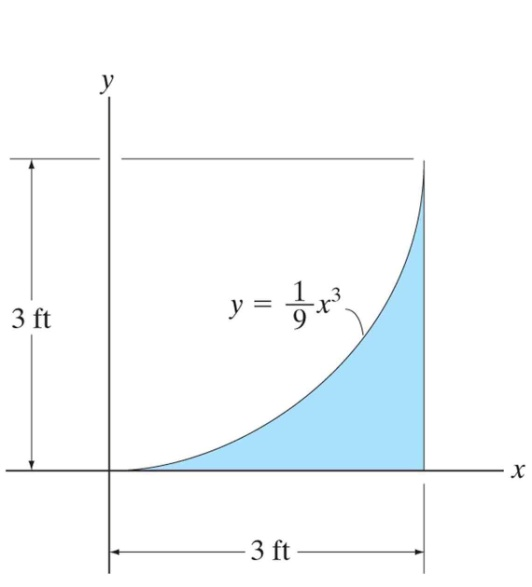 y
y = 1/9 x³
3 ft
x
3 ft